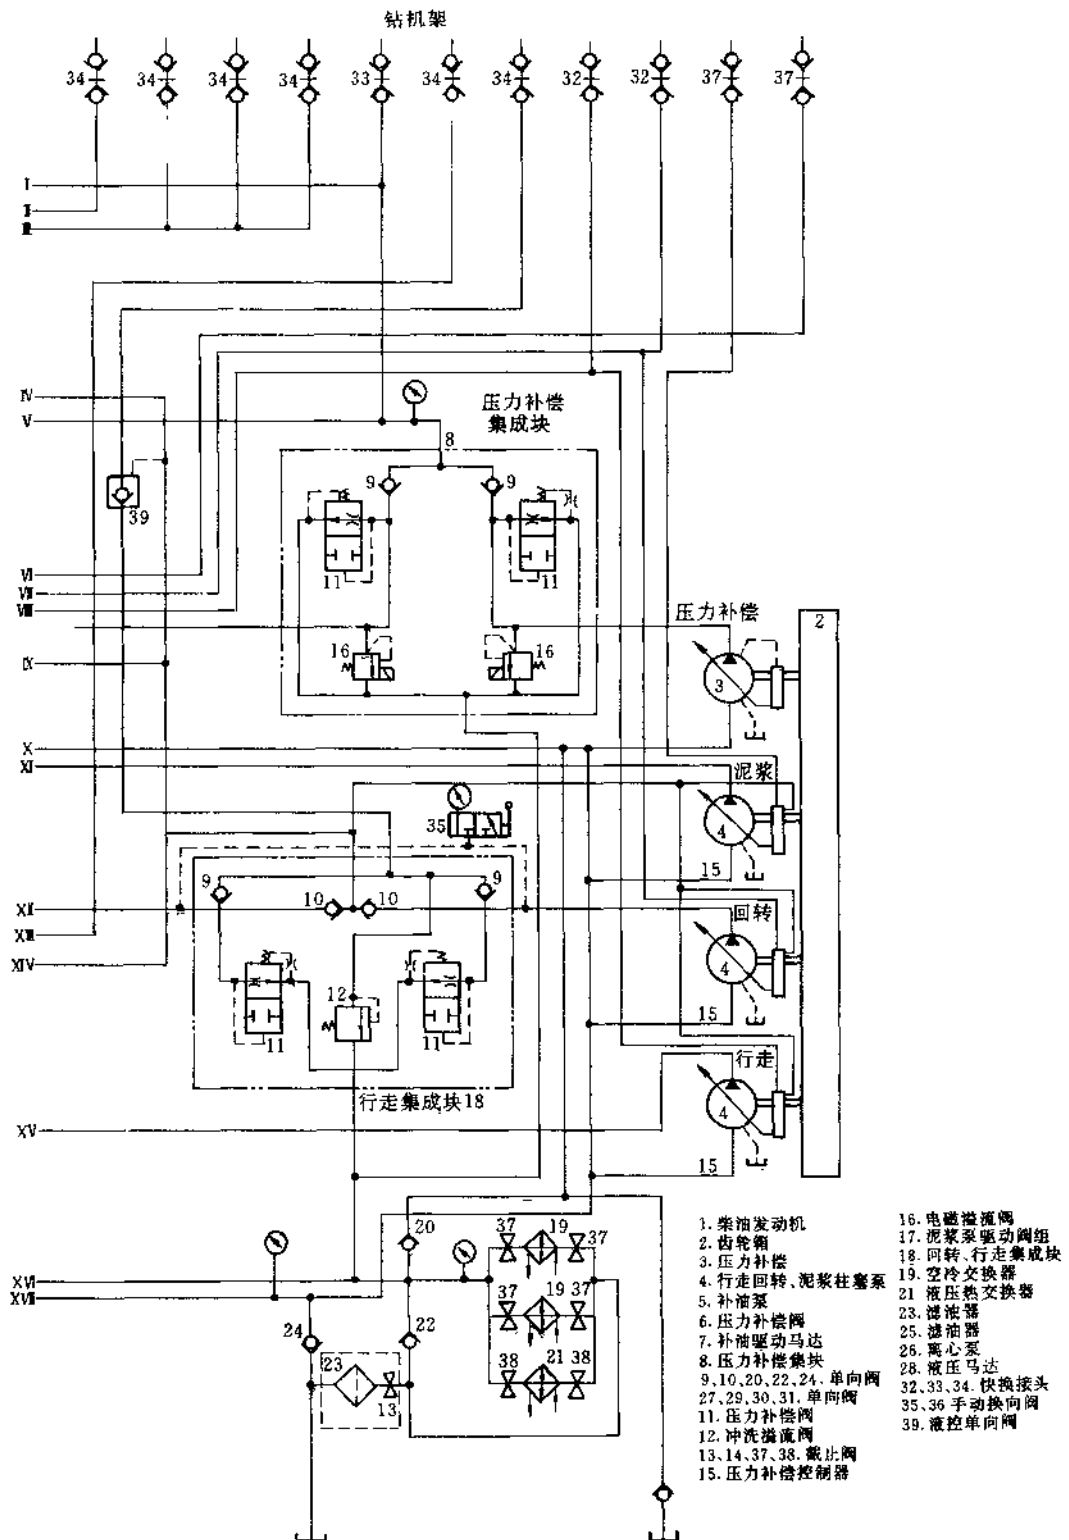 钻机架
34 34 34 34 33 34 34 32 32 37 37
I
II
III
IV
V
压力补偿
集成块
8
9 9
39
11 11
VI
VII
VIII
压力补偿
2
16 16
IX
3
X
XI
泥浆
35
4
15
9 9
10 10
XII
回转
XIII
XIV
4
12
15
11 11
行走
行走集成块18
4
XV
15
20
37 19 37
XVI
XVII
37 19 37
24
22
23
38 21 38
13
1. 柴油发动机
2. 齿轮箱
3. 压力补偿
4. 行走回转、泥浆柱塞泵
5. 补油泵
6. 压力补偿阀
7. 补油驱动马达
8. 压力补偿集块
9,10,20,22,24. 单向阀
27,29,30,31. 单向阀
11. 压力补偿阀
12. 冲洗溢流阀
13,14,37,38. 截止阀
15. 压力补偿控制器
16. 电磁溢流阀
17. 泥浆泵驱动阀组
18. 回转、行走集成块
19. 空冷交换器
21 液压热交换器
23. 滤油器
25. 滤油器
26. 离心泵
28. 液压马达
32,33,34. 快换接头
35,36 手动换向阀
39. 液控单向阀